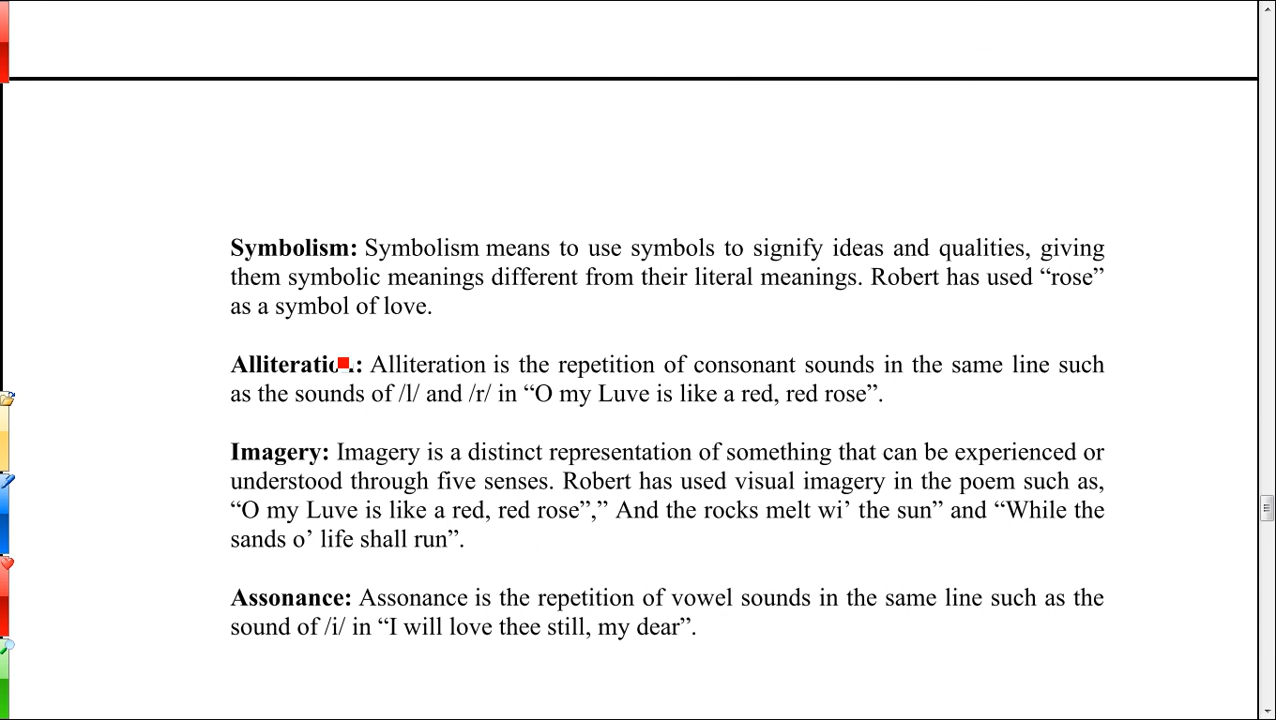 Symbolism: Symbolism means to use symbols to signify ideas and qualities, giving
them symbolic meanings different from their literal meanings. Robert has used “rose”
as a symbol of love.
Alliteration: Alliteration is the repetition of consonant sounds in the same line such
as the sounds of /l/ and /r/ in “O my Luve is like a red, red rose”.
Imagery: Imagery is a distinct representation of something that can be experienced or
understood through five senses. Robert has used visual imagery in the poem such as,
“O my Luve is like a red, red rose”,” And the rocks melt wi’ the sun” and “While the
sands o’ life shall run”.
Assonance: Assonance is the repetition of vowel sounds in the same line such as the
sound of /i/ in “I will love thee still, my dear”.